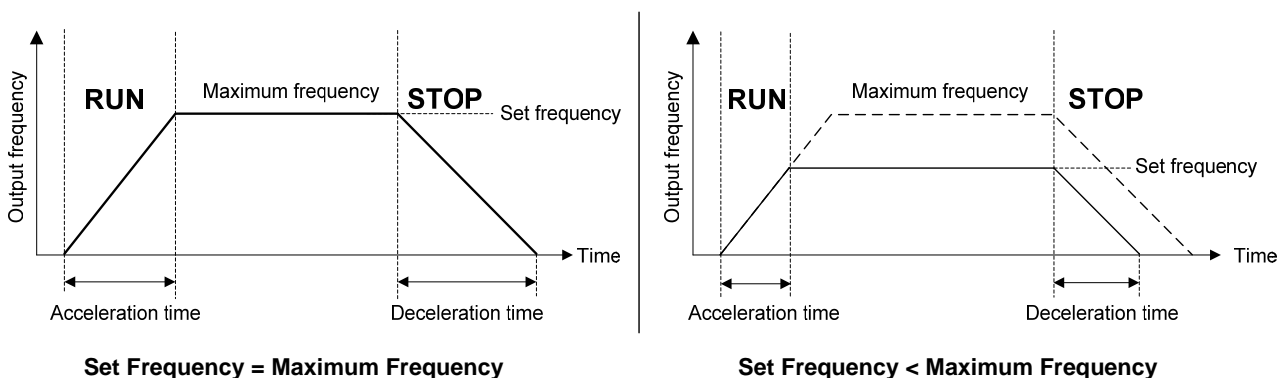 Output frequency
RUN
Maximum frequency
STOP
Set frequency
Time
Acceleration time
Deceleration time
Set Frequency = Maximum Frequency
Output frequency
RUN
Maximum frequency
STOP
Set frequency
Time
Acceleration time
Deceleration time
Set Frequency < Maximum Frequency